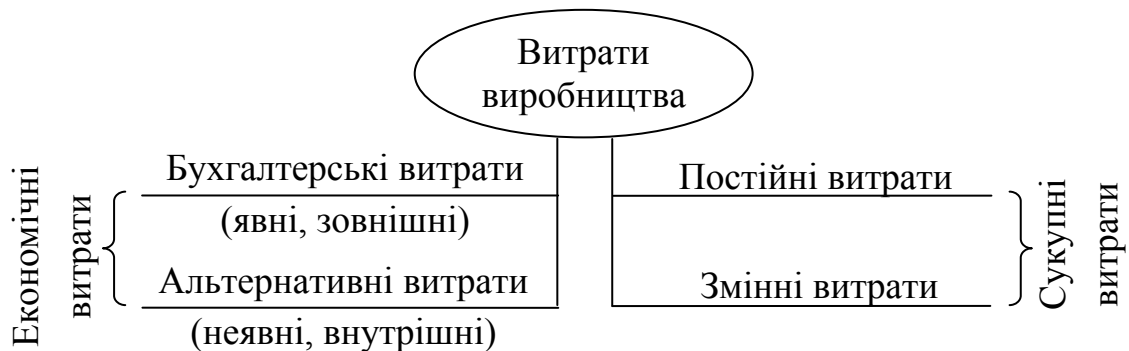 Витрати
виробництва
Економічні
витрати
Бухгалтерські витрати
(явні, зовнішні)
Альтернативні витрати
(неявні, внутрішні)
Постійні витрати
Змінні витрати
Сукупні
витрати